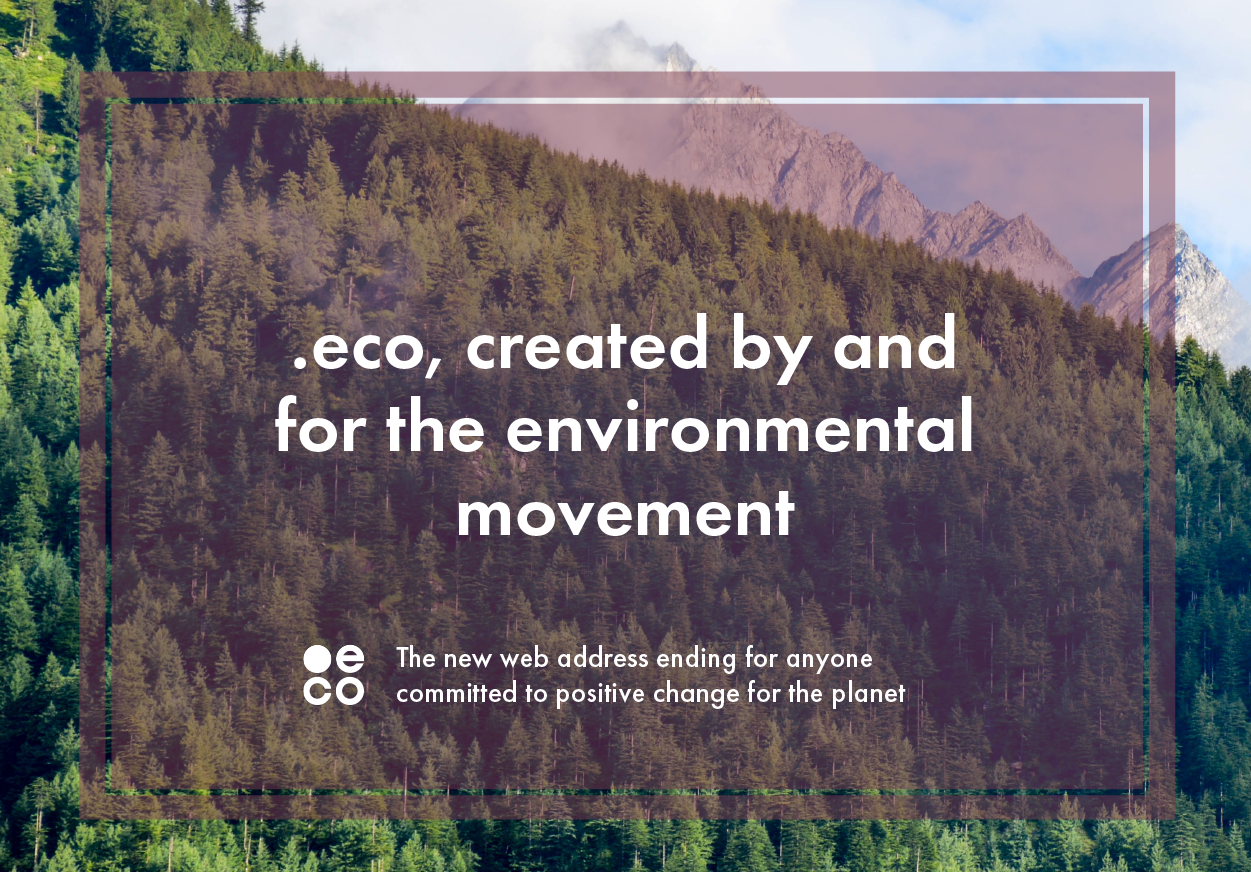 .eco, created by and
for the environmental
movement
eco
The new web address ending for anyone
committed to positive change for the planet